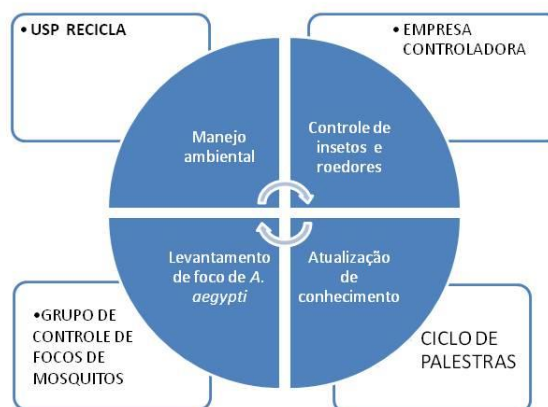 • USP RECICLA
• EMPRESA
CONTROLADORA
Manejo
ambiental
Controle de
insetos e
roedores
Levantamento
de foco de A.
aegypti
Atualização
de
conhecimento
•GRUPO DE
CONTROLE DE
FOCOS DE
MOSQUITOS
CICLO DE
PALESTRAS